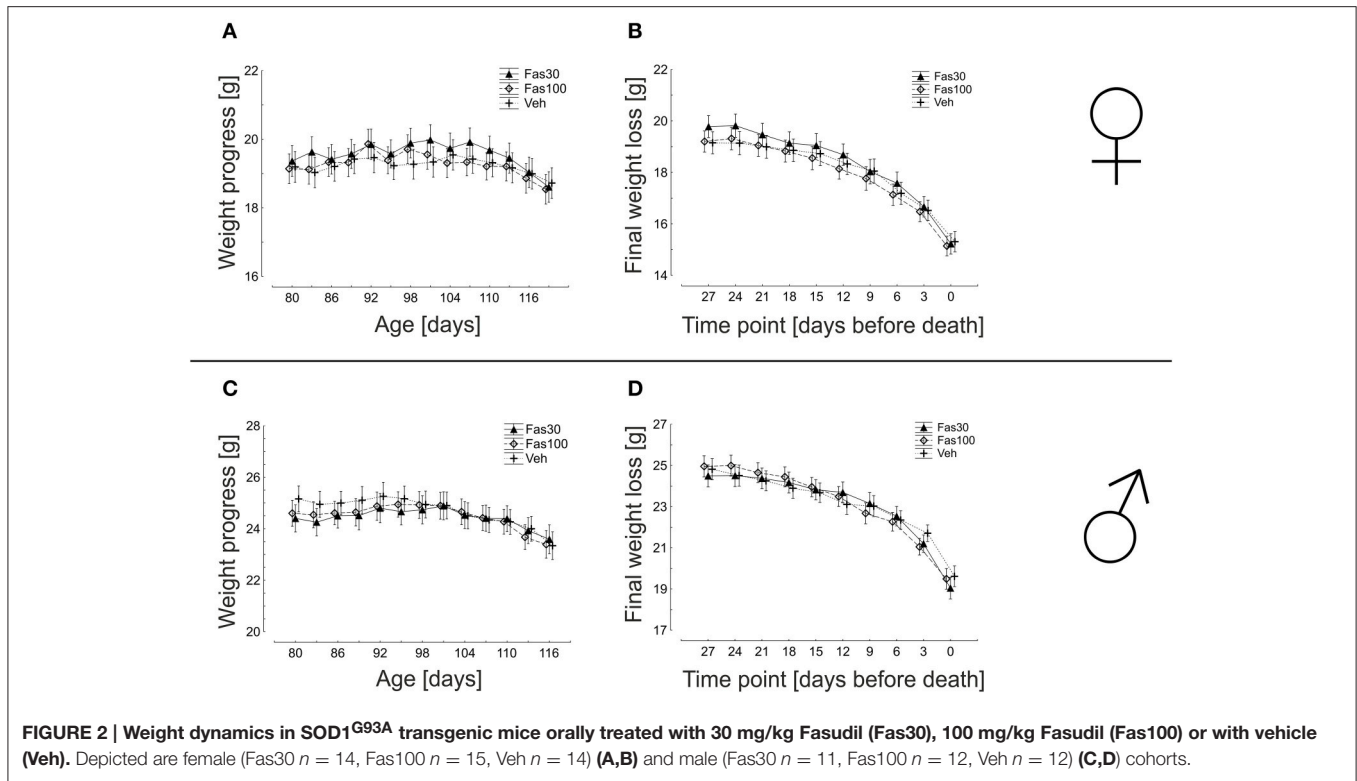 A
Weight progress [g]
22
20
18
16
Fas30
Fas100
Veh
80 86 92 98 104 110 116
Age [days]
B
Final weight loss [g]
22
20
18
16
14
Fas30
Fas100
Veh
27 24 21 18 15 12 9 6 3 0
Time point [days before death]
C
Weight progress [g]
28
26
24
22
20
Fas30
Fas100
Veh
80 86 92 98 104 110 116
Age [days]
D
Final weight loss [g]
27
25
23
21
19
17
Fas30
Fas100
Veh
27 24 21 18 15 12 9 6 3 0
Time point [days before death]
FIGURE 2 | Weight dynamics in SOD1G93A transgenic mice orally treated with 30 mg/kg Fasudil (Fas30), 100 mg/kg Fasudil (Fas100) or with vehicle
(Veh). Depicted are female (Fas30 n = 14, Fas100 n = 15, Veh n = 14) (A,B) and male (Fas30 n = 11, Fas100 n = 12, Veh n = 12) (C,D) cohorts.